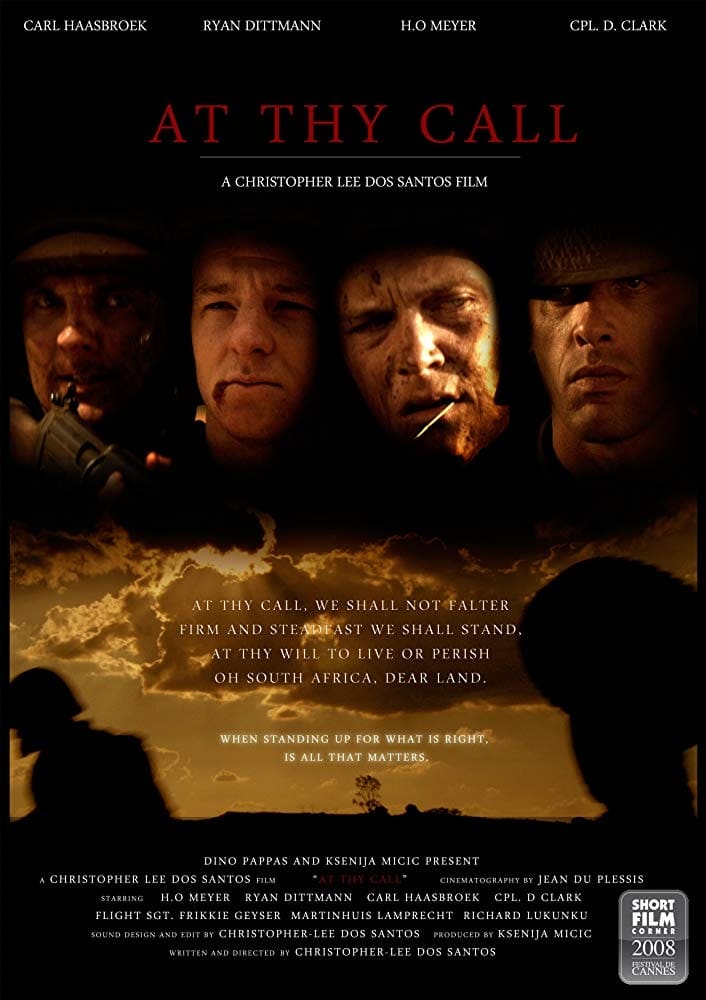 CARL HAASBROEK RYAN DITTMANN H.O MEYER CPL. D. CLARK
AT THY CALL
A CHRISTOPHER LEE DOS SANTOS FILM
AT THY CALL, WE SHALL NOT FALTER
FIRM AND STEADFAST WE SHALL STAND,
AT THY WILL TO LIVE OR PERISH
OH SOUTH AFRICA, DEAR LAND.
WHEN STANDING UP FOR WHAT IS RIGHT,
IS ALL THAT MATTERS.
DINO PAPPAS AND KSENIJA MICIC PRESENT
A CHRISTOPHER LEE DOS SANTOS FILM "AT THY CALL" CINEMATOGRAPHY BY JEAN DU PLESSIS
STARRING H.O MEYER RYAN DITTMANN CARL HAASBROEK CPL. D CLARK
FLIGHT SGT. FRIKKIE GEYSER MARTINHUIS LAMPRECHT RICHARD LUKUNKU
SOUND DESIGN AND EDIT BY CHRISTOPHER-LEE DOS SANTOS PRODUCED BY KSENIJA MICIC
WRITTEN AND DIRECTED BY CHRISTOPHER-LEE DOS SANTOS
SHORT
FILM
CORNER
2008
FESTIVAL DE
CANNES